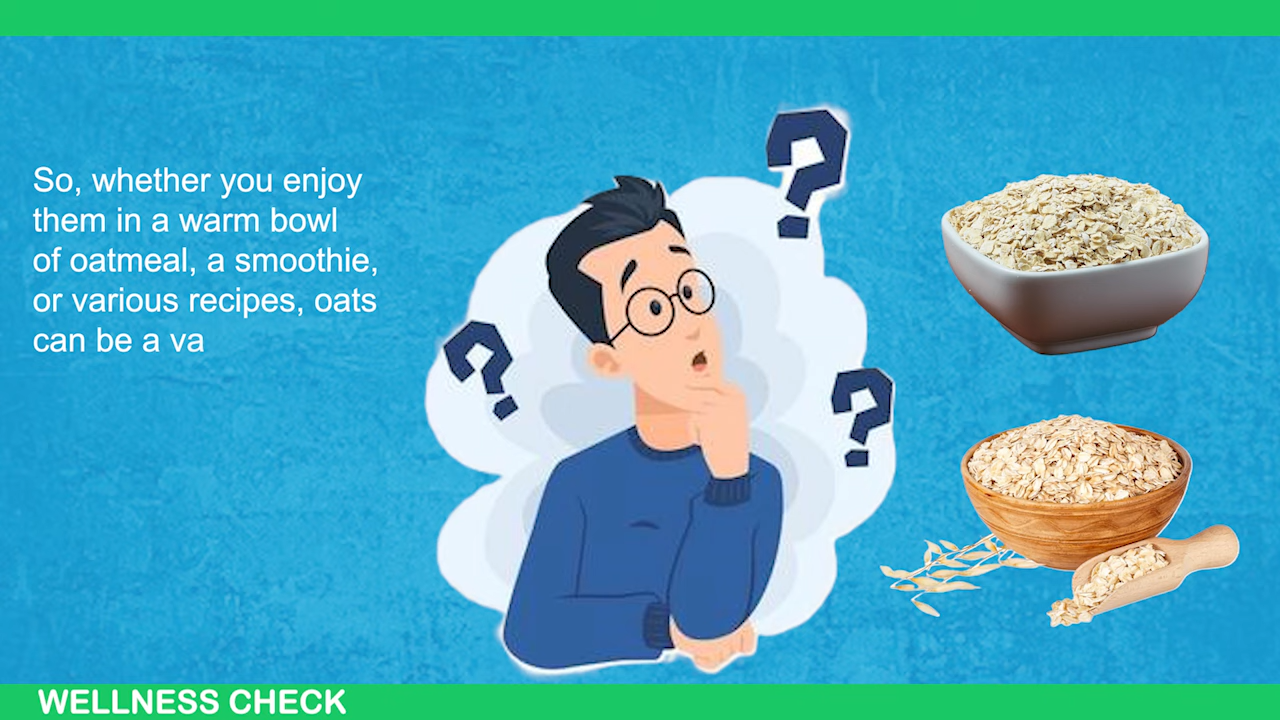 So, whether you enjoy
them in a warm bowl
of oatmeal, a smoothie,
or various recipes, oats
can be a va
WELLNESS CHECK